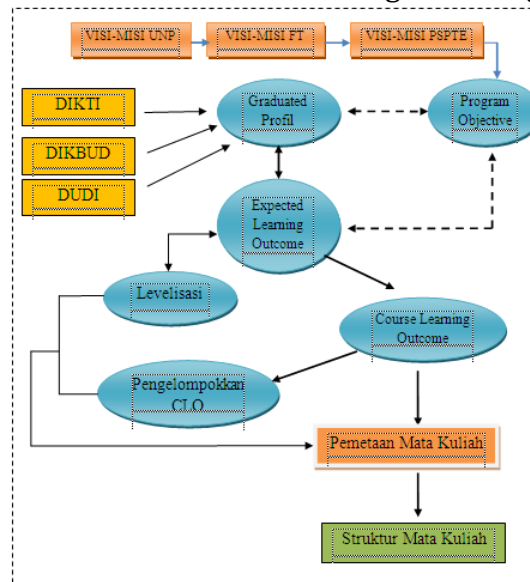 VISI-MISI UNP
VISI-MISI FT
VISI-MISI PSPTE
DIKTI
DIKBUD
DUDI
Graduated
Profil
Program
Objective
Expected
Learning
Outcome
Levelisasi
Course Learning
Outcome
Pengelompokkan
CLO
Pemetaan Mata Kuliah
Struktur Mata Kuliah